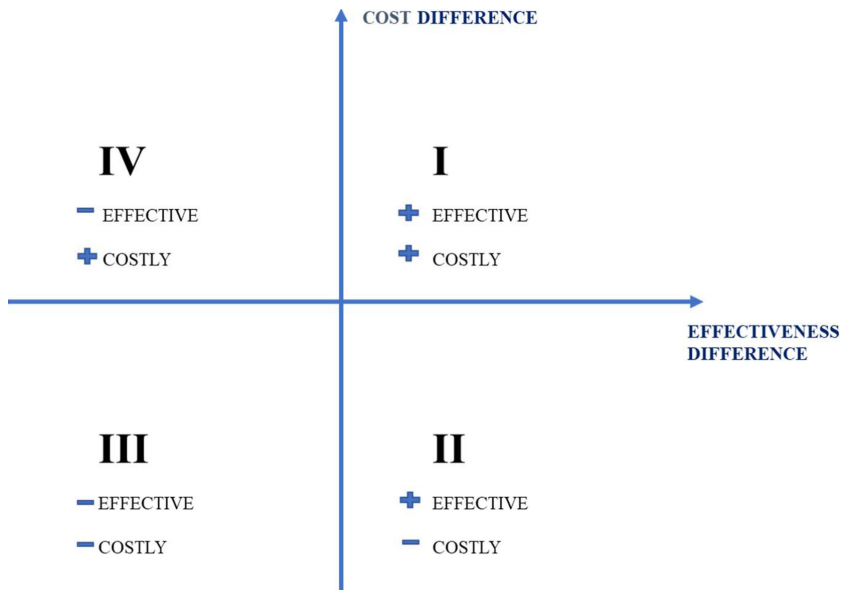 COST DIFFERENCE
IV
- EFFECTIVE
+ COSTLY
I
+ EFFECTIVE
+ COSTLY
EFFECTIVENESS
DIFFERENCE
III
- EFFECTIVE
- COSTLY
II
+ EFFECTIVE
- COSTLY